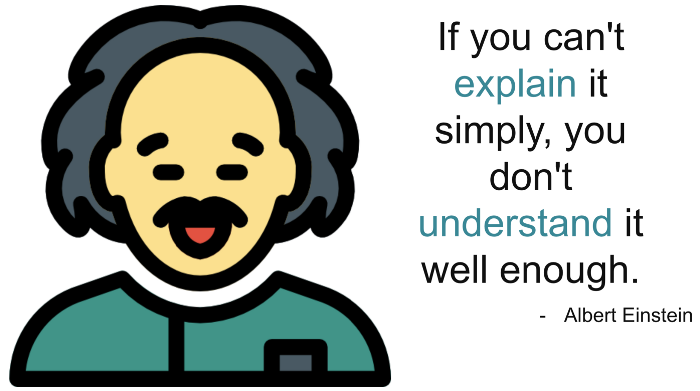 If you can't
explain it
simply, you
don't
understand it
well enough.
- Albert Einstein